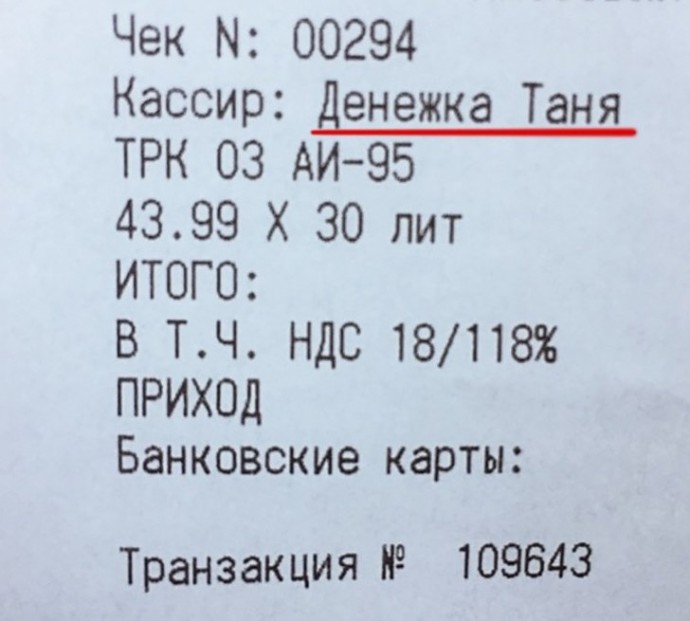 Чек N: 00294
Кассир: Денежка Таня
ТРК 03 АИ-95
43.99 X 30 лит
ИТОГО:
В Т.Ч. НДС 18/118%
ПРИХОД
Банковские карты:
Транзакция № 109643